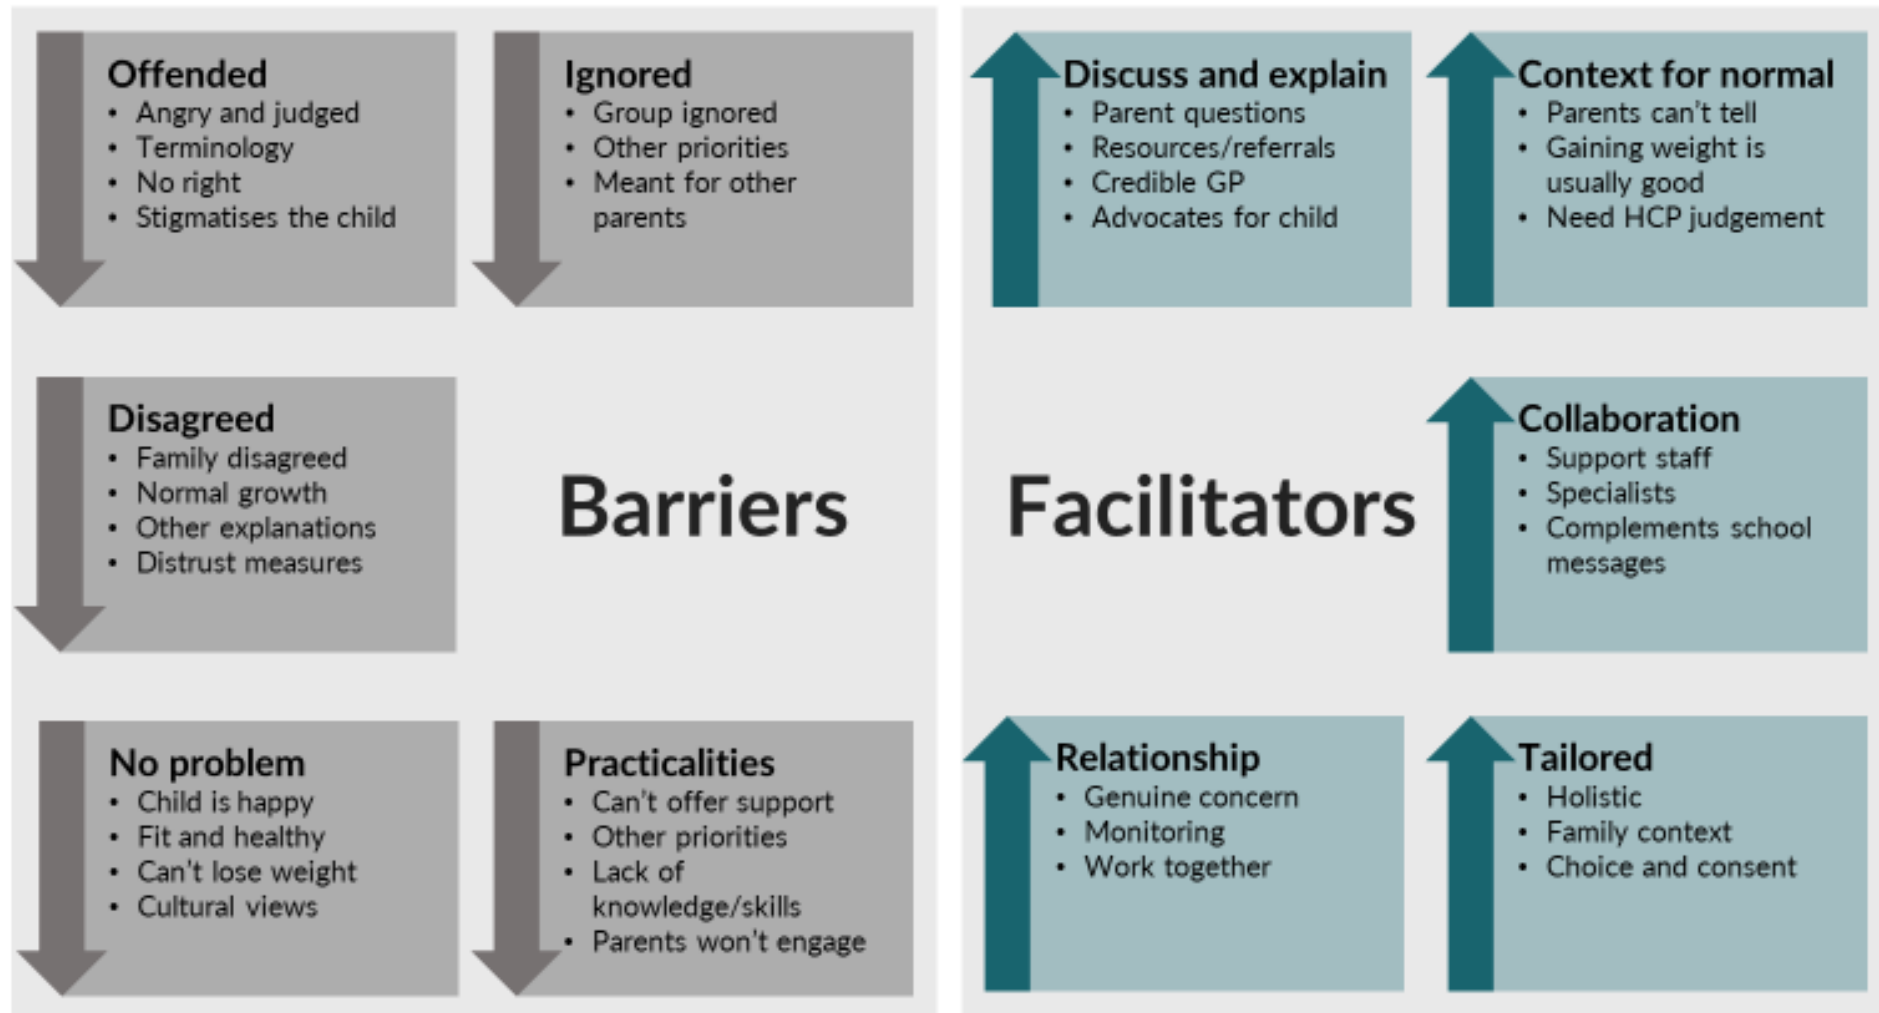 Offended
• Angry and judged
• Terminology
• No right
• Stigmatises the child
Ignored
• Group ignored
• Other priorities
• Meant for other
parents
Disagreed
• Family disagreed
• Normal growth
• Other explanations
• Distrust measures
Barriers
No problem
• Child is happy
• Fit and healthy
• Can't lose weight
• Cultural views
Practicalities
• Can't offer support
• Other priorities
• Lack of
knowledge/skills
• Parents won't engage
Discuss and explain
• Parent questions
• Resources/referrals
• Credible GP
• Advocates for child
Context for normal
• Parents can't tell
• Gaining weight is
usually good
• Need HCP judgement
Facilitators
Collaboration
• Support staff
• Specialists
• Complements school
messages
Relationship
• Genuine concern
• Monitoring
• Work together
Tailored
• Holistic
• Family context
• Choice and consent